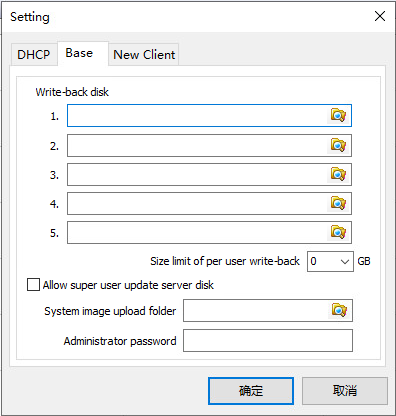 Setting
DHCP Base New Client
Write-back disk
1.
2.
3.
4.
5.
Size limit of per user write-back 0 GB
Allow super user update server disk
System image upload folder
Administrator password
确定 取消